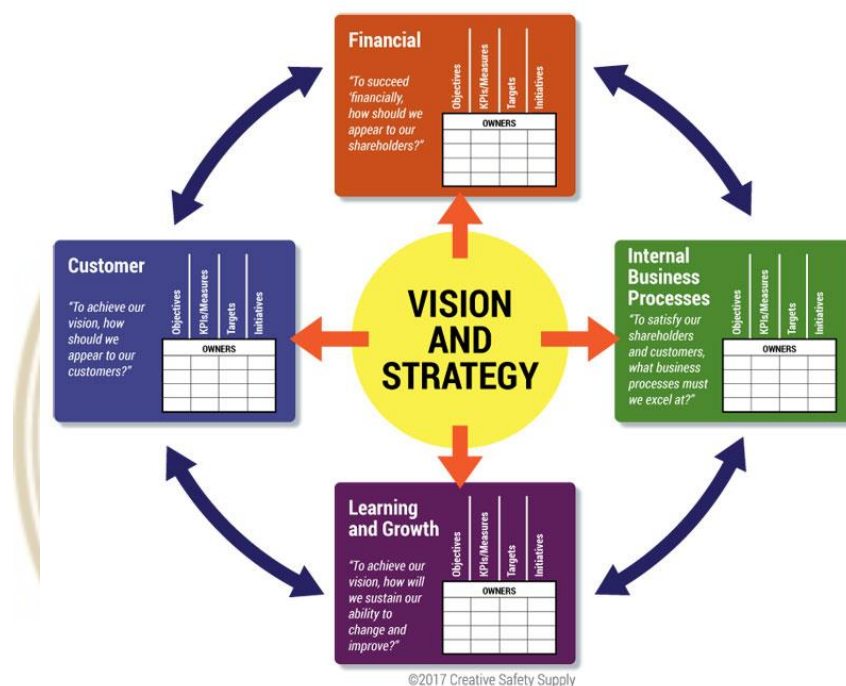 Financial
"To succeed
'financially,
how should we
appear to our
shareholders?"
Objectives
KPIs/Measures
Targets
Initiatives
OWNERS
Customer
"To achieve our
vision, how
should we
appear to our
customers?"
Objectives
KPIs/Measures
Targets
Initiatives
OWNERS
VISION
AND
STRATEGY
Internal
Business
Processes
"To satisfy our
shareholders
and customers,
what business
processes must
we excel at?"
Objectives
KPIs/Measures
Targets
Initiatives
OWNERS
Learning
and Growth
"To achieve our
vision, how will
we sustain our
ability to
change and
improve?"
Objectives
KPIs/Measures
Targets
Initiatives
OWNERS
©2017 Creative Safety Supply